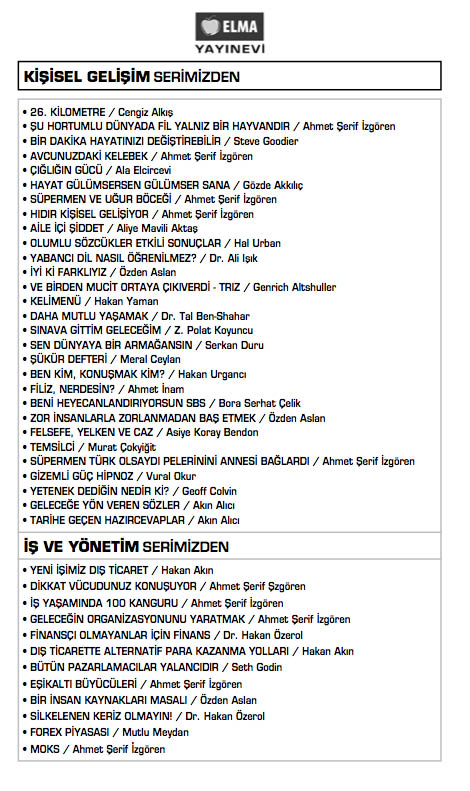 ELMA
YAYINEVİ
KİŞİSEL GELİŞİM SERİMİZDEN
• 26. KİLOMETRE / Cengiz Alkış
• ŞU HORTUMLU DÜNYADA FİL YALNIZ BİR HAYVANDIR / Ahmet Şerif İzgören
• BİR DAKİKA HAYATINIZI DEĞİŞTİREBİLİR / Steve Goodier
• AVCUNUZDAKİ KELEBEK / Ahmet Şerif İzgören
• ÇIĞLIĞIN GÜCÜ / Ala Elcircevi
• HAYAT GÜLÜMSERSEN GÜLÜMSER SANA / Gözde Akkılıç
• SÜPERMEN VE UĞUR BÖCEĞİ / Ahmet Şerif İzgören
• HIDIR KİŞİSEL GELİŞİYOR / Ahmet Şerif İzgören
• AİLE İÇİ ŞİDDET / Aliye Mavili Aktaş
• OLUMLU SÖZCÜKLER ETKİLİ SONUÇLAR / Hal Urban
• YABANCI DİL NASIL ÖĞRENİLMEZ? / Dr. Ali Işık
• İYİ Kİ FARKLIYIZ / Özden Aslan
• VE BİRDEN MUCİT ORTAYA ÇIKIVERDİ - TRIZ / Genrich Altshuller
• KELİMENÜ / Hakan Yaman
• DAHA MUTLU YAŞAMAK / Dr. Tal Ben-Shahar
• SINAVA GİTTİM GELECEĞİM / Z. Polat Koyuncu
• SEN DÜNYAYA BİR ARMAĞANSIN / Serkan Duru
• ŞÜKÜR DEFTERİ / Meral Ceylan
• BEN KİM, KONUŞMAK KİM? / Hakan Urgancı
• FİLİZ, NERDESİN? / Ahmet İnam
• BENİ HEYECANLANDIRIYORSUN SBS / Bora Serhat Çelik
• ZOR İNSANLARLA ZORLANMADAN BAŞ ETMEK / Özden Aslan
• FELSEFE, YELKEN VE CAZ / Asiye Koray Bendon
• TEMSİLCİ / Murat Çokyiğit
• SÜPERMEN TÜRK OLSAYDI PELERİNİNİ ANNESİ BAĞLARDI / Ahmet Şerif İzgören
• GİZEMLİ GÜÇ HİPNOZ / Vural Okur
• YETENEK DEDİĞİN NEDİR Kİ? / Geoff Colvin
• GELECEĞE YÖN VEREN SÖZLER / Akın Alıcı
• TARİHE GEÇEN HAZIRCEVAPLAR / Akın Alıcı
İŞ VE YÖNETİM SERİMİZDEN
• YENİ İŞİMİZ DIŞ TİCARET / Hakan Akın
• DİKKAT VÜCUDUNUZ KONUŞUYOR / Ahmet Şerif Şzgören
• İŞ YAŞAMINDA 100 KANGURU / Ahmet Şerif İzgören
• GELECEĞİN ORGANİZASYONUNU YARATMAK / Ahmet Şerif İzgören
• FİNANSÇI OLMAYANLAR İÇİN FİNANS / Dr. Hakan Özerol
• DIŞ TİCARETTE ALTERNATİF PARA KAZANMA YOLLARI / Hakan Akın
• BÜTÜN PAZARLAMACILAR YALANCIDIR / Seth Godin
• EŞİKALTI BÜYÜCÜLERİ / Ahmet Şerif İzgören
• BİR İNSAN KAYNAKLARI MASALI / Özden Aslan
• SİLKELENEN KERİZ OLMAYIN! / Dr. Hakan Özerol
• FOREX PİYASASI / Mutlu Meydan
• MOKS / Ahmet Şerif İzgören